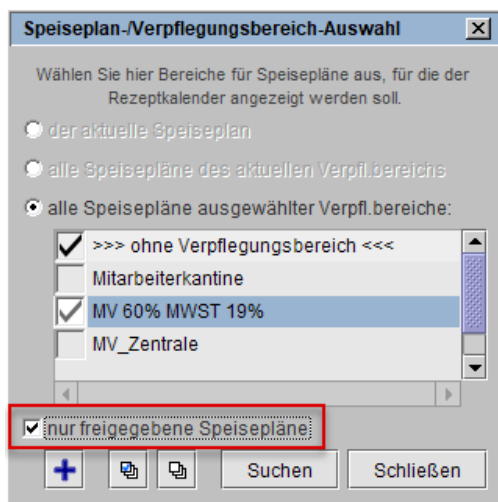 Speiseplan-/Verpflegungsbereich-Auswahl
Wählen Sie hier Bereiche für Speisepläne aus, für die der
Rezeptkalender angezeigt werden soll.
der aktuelle Speiseplan
alle Speisepläne des aktuellen Verpfl.bereichs
alle Speisepläne ausgewählter Verpfl.bereiche:
>>> ohne Verpflegungsbereich <<<
Mitarbeiterkantine
MV 60% MWST 19%
MV_Zentrale
nur freigegebene Speisepläne
Suchen Schließen